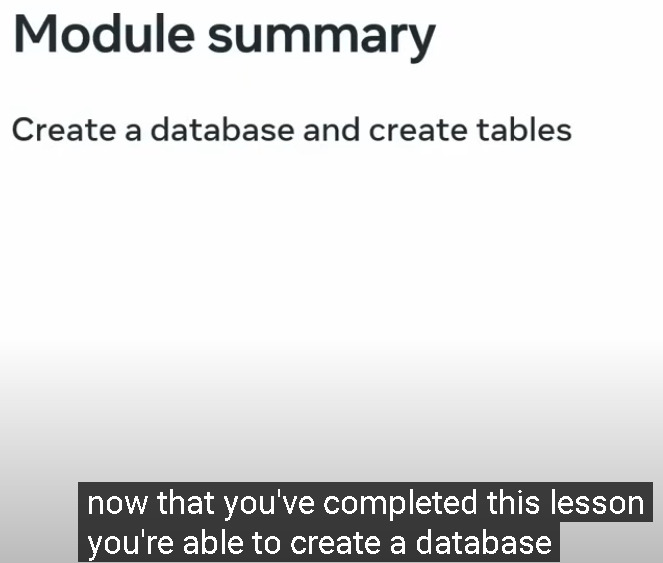 Module summary
Create a database and create tables
now that you've completed this lesson
you're able to create a database